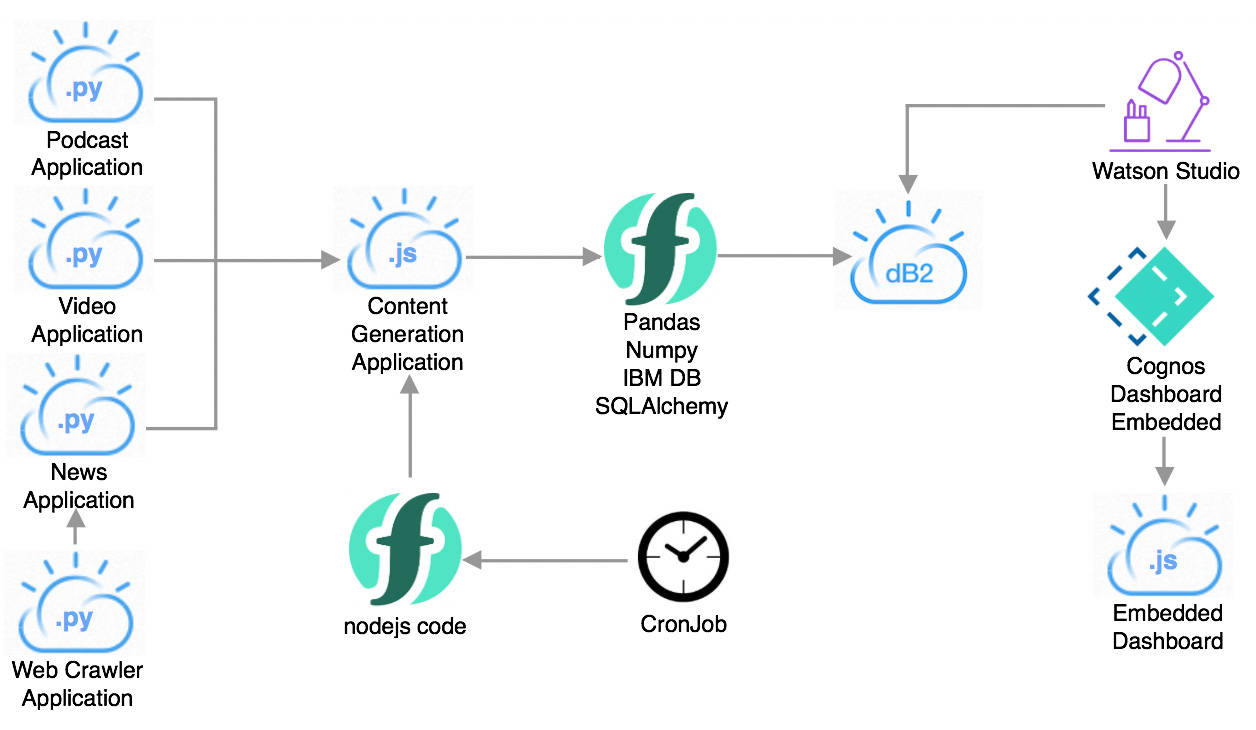 .py
Podcast
Application
.py
Video
Application
.py
News
Application
.py
Web Crawler
Application
.js
Content
Generation
Application
nodejs code
CronJob
Pandas
Numpy
IBM DB
SQLAlchemy
dB2
Watson Studio
Cognos
Dashboard
Embedded
.js
Embedded
Dashboard